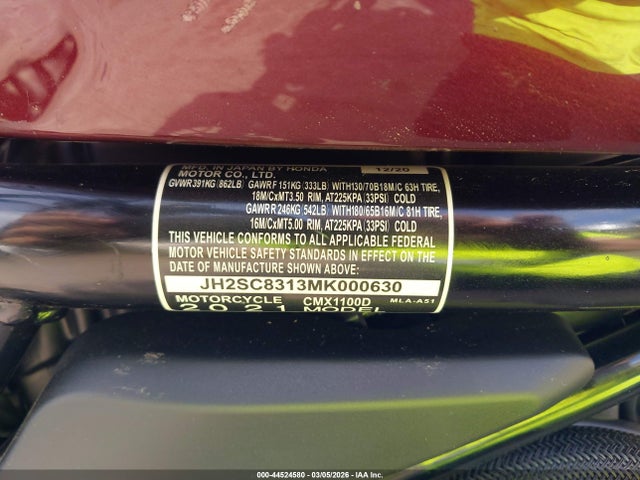 MFD. IN JAPAN BY HONDA 12/20
MOTOR CO., LTD.
GVWR391KG (862LB) GAWR F 151KG (333LB) WITH130/70B18M/C 63H TIRE,
18M/CxMT3.50 RIM, AT225KPA (33PSI) COLD
GAWR R 246KG (542LB) WITH180/65B16M/C 81H TIRE,
16M/CxMT5.00 RIM, AT225KPA (33PSI) COLD
THIS VEHICLE CONFORMS TO ALL APPLICABLE FEDERAL
MOTOR VEHICLE SAFETY STANDARDS IN EFFECT ON THE
DATE OF MANUFACTURE SHOWN ABOVE:
JH2SC8313MK000630
MOTORCYCLE CMX1100D MLA-A51
2021 MODEL
000-44524580 — 03/05/2026 — IAA Inc.